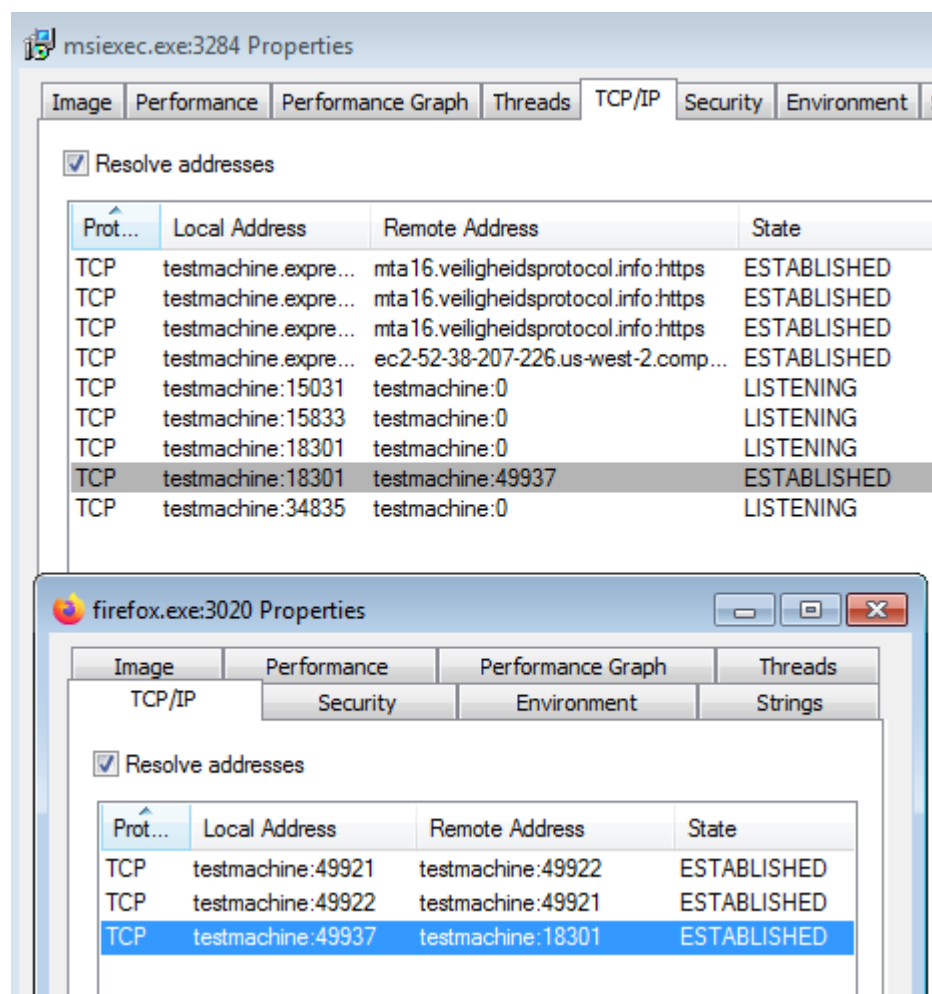 msiexec.exe:3284 Properties
Image Performance Performance Graph Threads TCP/IP Security Environment
Resolve addresses
Prot... Local Address Remote Address State
TCP testmachine.expre... mta16.veiligheidsprotocol.info:https ESTABLISHED
TCP testmachine.expre... mta16.veiligheidsprotocol.info:https ESTABLISHED
TCP testmachine.expre... mta16.veiligheidsprotocol.info:https ESTABLISHED
TCP testmachine.expre... ec2-52-38-207-226.us-west-2.comp... ESTABLISHED
TCP testmachine:15031 testmachine:0 LISTENING
TCP testmachine:15833 testmachine:0 LISTENING
TCP testmachine:18301 testmachine:0 LISTENING
TCP testmachine:18301 testmachine:49937 ESTABLISHED
TCP testmachine:34835 testmachine:0 LISTENING
firefox.exe:3020 Properties
Image Performance Performance Graph Threads
TCP/IP Security Environment Strings
Resolve addresses
Prot... Local Address Remote Address State
TCP testmachine:49921 testmachine:49922 ESTABLISHED
TCP testmachine:49922 testmachine:49921 ESTABLISHED
TCP testmachine:49937 testmachine:18301 ESTABLISHED